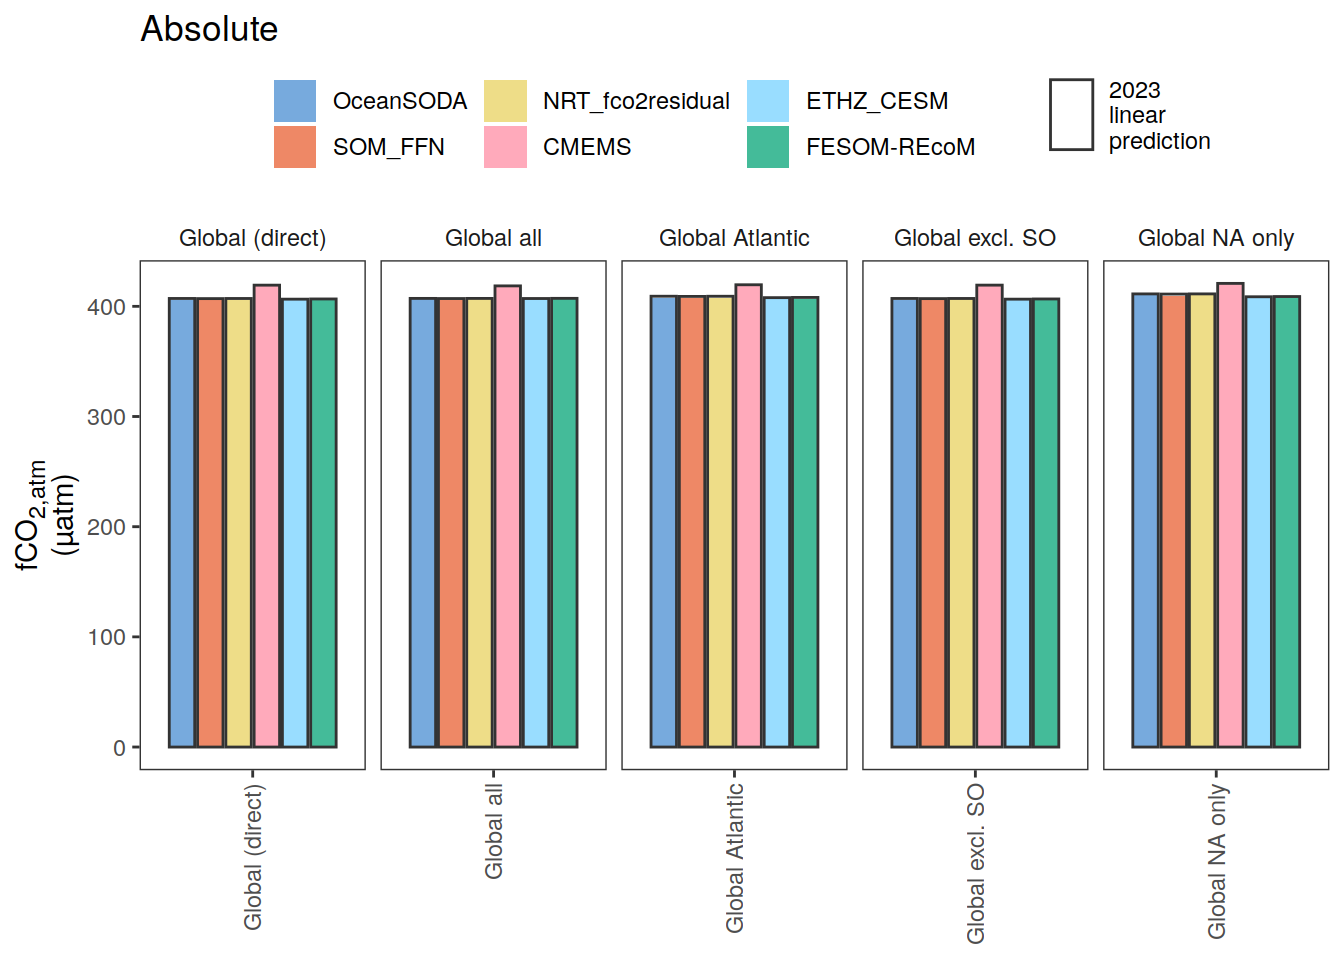 Absolute
OceanSODA
NRT_fco2residual
ETHZ_CESM
SOM_FFN
CMEMS
FESOM-REcoM
2023
linear
prediction
Global (direct)
Global all
Global Atlantic
Global excl. SO
Global NA only
400
300
200
100
0
fCO2,atm
(µatm)
Global (direct)
Global all
Global Atlantic
Global excl. SO
Global NA only